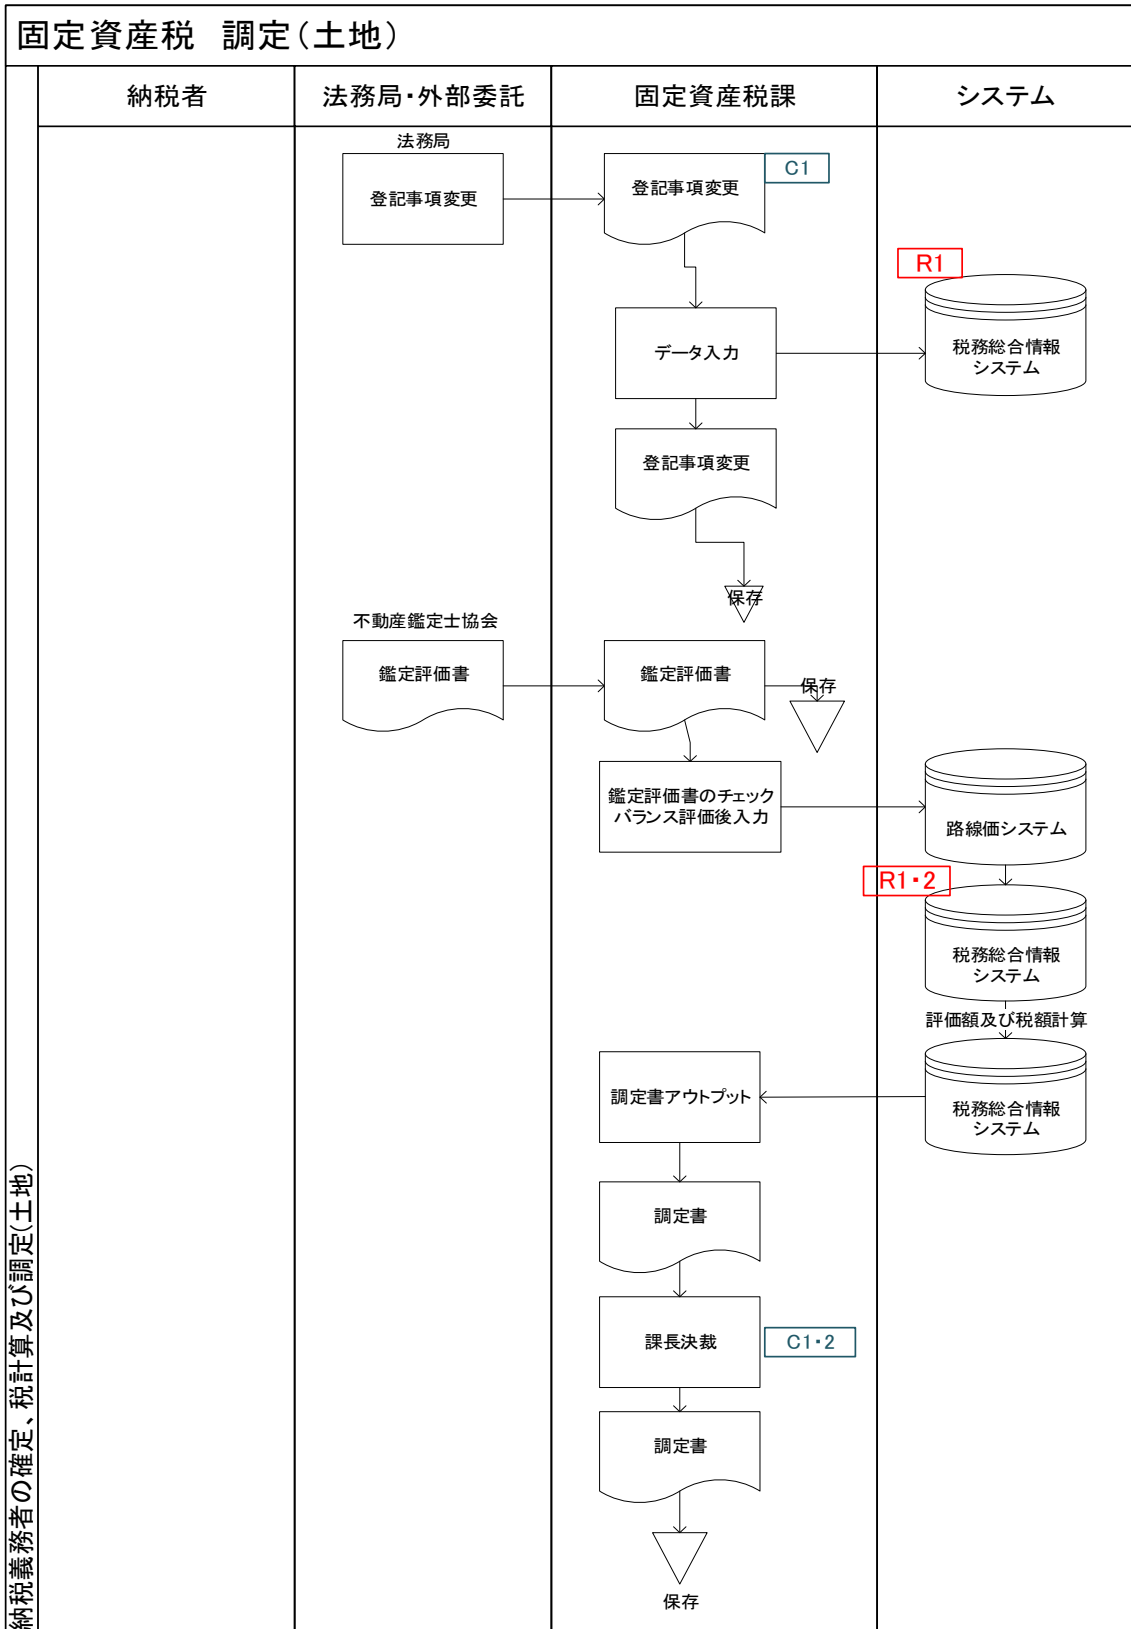 固定資産税　調定（土地）
納税者
法務局・外部委託
固定資産税課
システム
法務局
登記事項変更
登記事項変更
C1
R1
データ入力
税務総合情報
システム
登記事項変更
保存
不動産鑑定士協会
鑑定評価書
鑑定評価書
保存
鑑定評価書のチェック
バランス評価後入力
路線価システム
R1・2
税務総合情報
システム
評価額及び税額計算
調定書アウトプット
税務総合情報
システム
調定書
課長決裁
C1・2
調定書
保存
納税義務者の確定、税計算及び調定（土地）